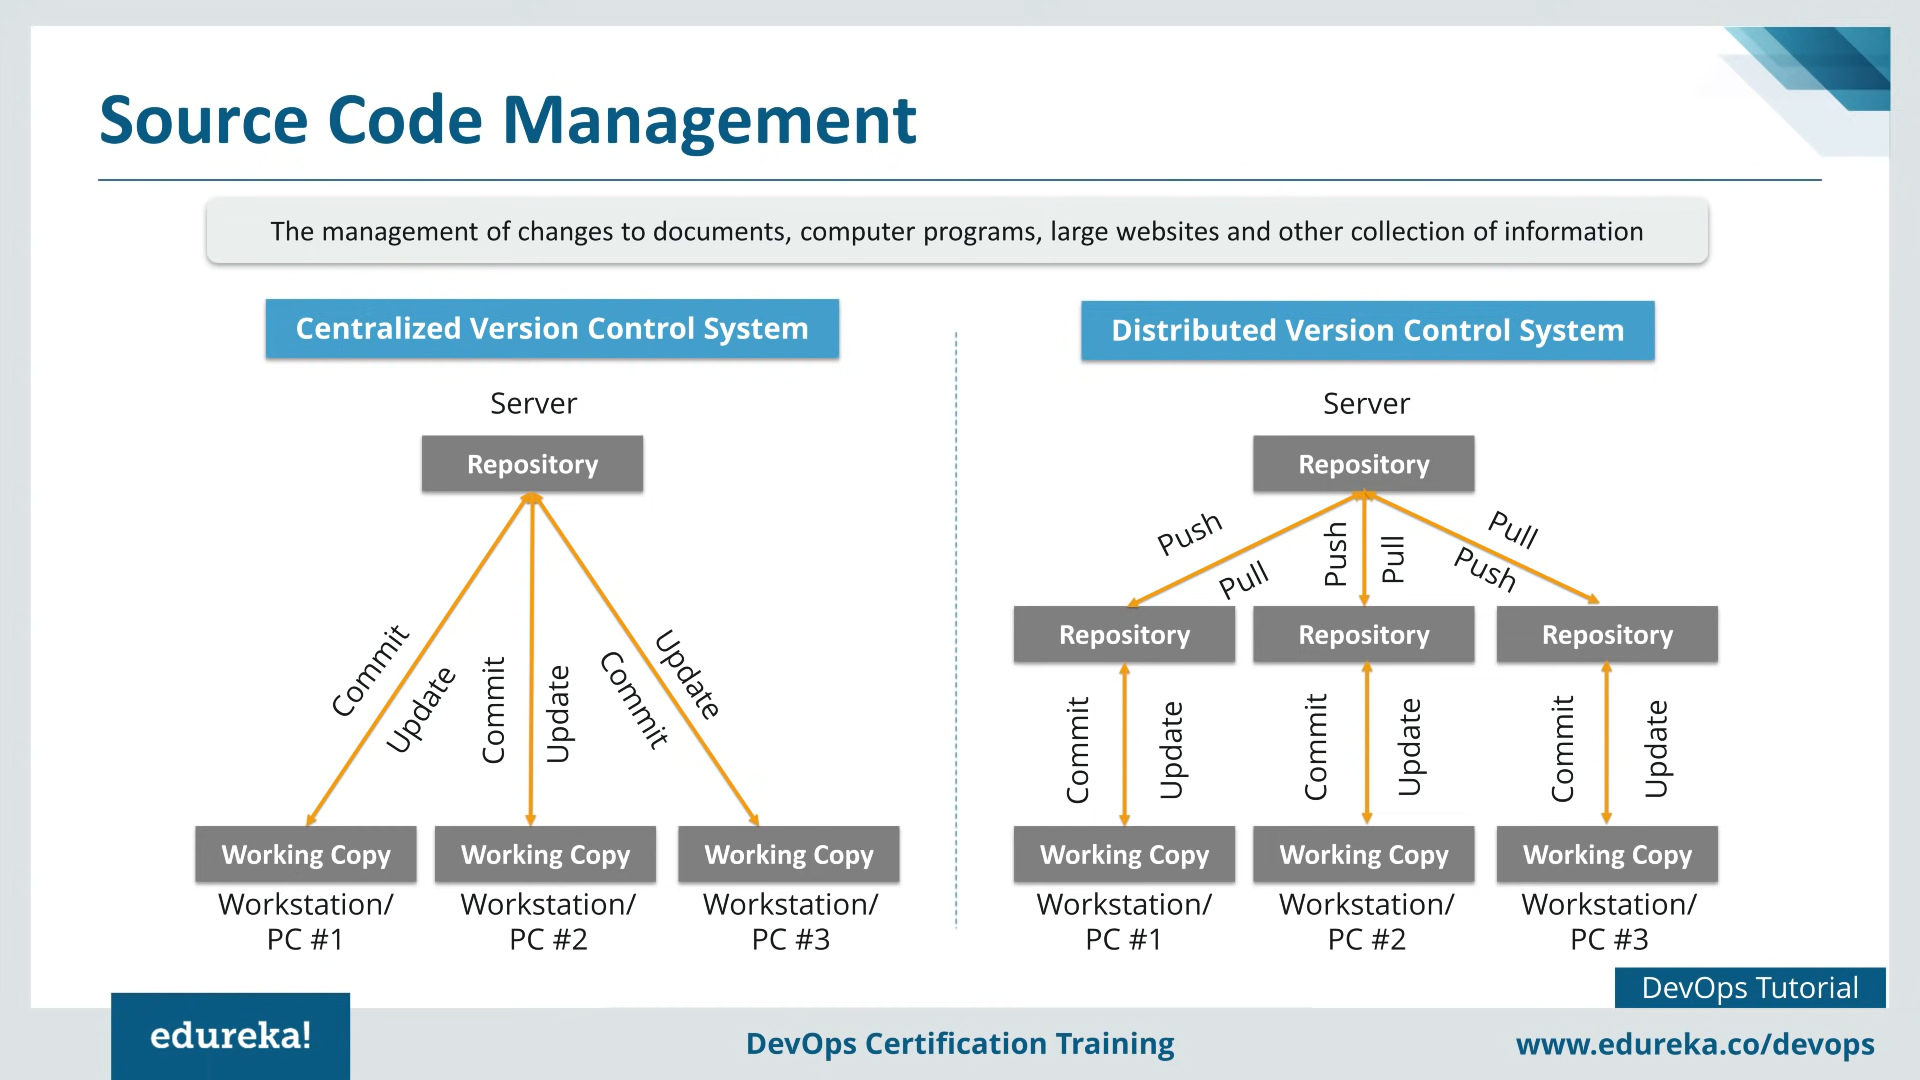 Source Code Management
The management of changes to documents, computer programs, large websites and other collection of information
Centralized Version Control System
Server
Repository
Commit
Update
Commit
Update
Commit
Update
Working Copy
Working Copy
Working Copy
Workstation/
PC #1
Workstation/
PC #2
Workstation/
PC #3
Distributed Version Control System
Server
Repository
Push
Pull
Push
Pull
Push
Pull
Repository
Repository
Repository
Commit
Update
Commit
Update
Commit
Update
Working Copy
Working Copy
Working Copy
Workstation/
PC #1
Workstation/
PC #2
Workstation/
PC #3
DevOps Tutorial
edureka!
DevOps Certification Training
www.edureka.co/devops